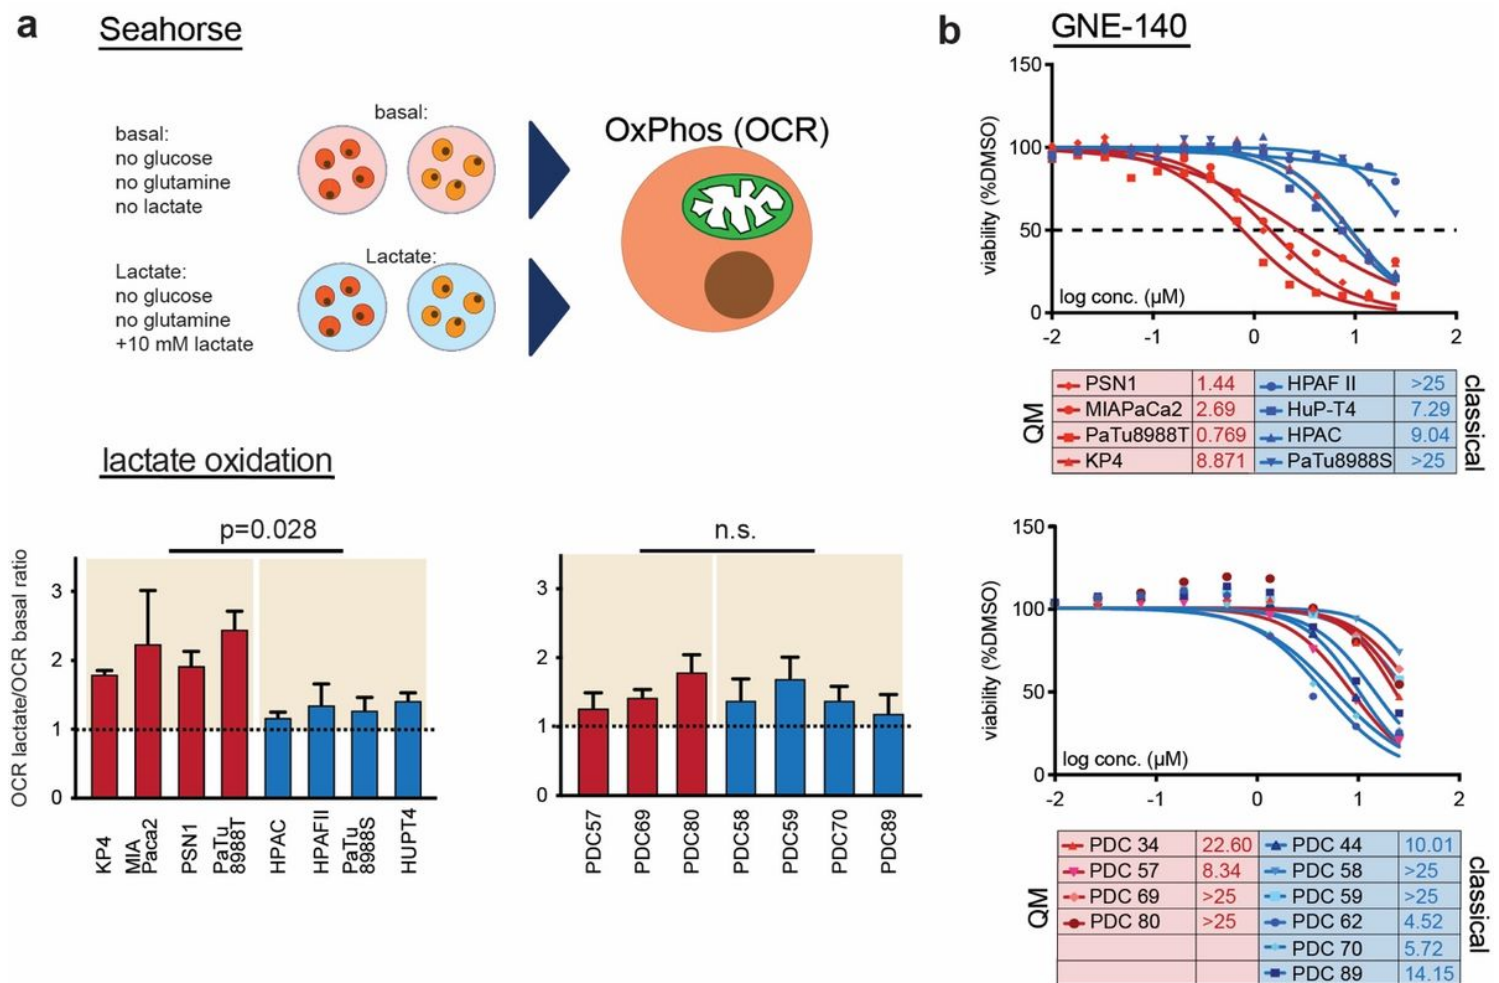 a
Seahorse
basal:
no glucose
no glutamine
no lactate
basal:
Lactate:
no glucose
no glutamine
+10 mM lactate
Lactate:
OxPhos (OCR)
lactate oxidation
OCR lactate/OCR basal ratio
p=0.028
3
2
1
0
KP4
MIA
Paca2
PSN1
PaTu
8988T
HPAC
HPAFII
PaTu
8988S
HUPT4
n.s.
3
2
1
0
PDC57
PDC69
PDC80
PDC58
PDC59
PDC70
PDC89
b
GNE-140
viability (%DMSO)
150
100
50
0
log conc. (µM)
-2 -1 0 1 2
QM
PSN1 1.44 HPAF II >25
MIAPaCa2 2.69 HuP-T4 7.29
PaTu8988T 0.769 HPAC 9.04
KP4 8.871 PaTu8988S >25
classical
viability (%DMSO)
150
100
50
0
log conc. (µM)
-2 -1 0 1 2
QM
PDC 34 22.60 PDC 44 10.01
PDC 57 8.34 PDC 58 >25
PDC 69 >25 PDC 59 >25
PDC 80 >25 PDC 62 4.52
PDC 70 5.72
PDC 89 14.15
classical